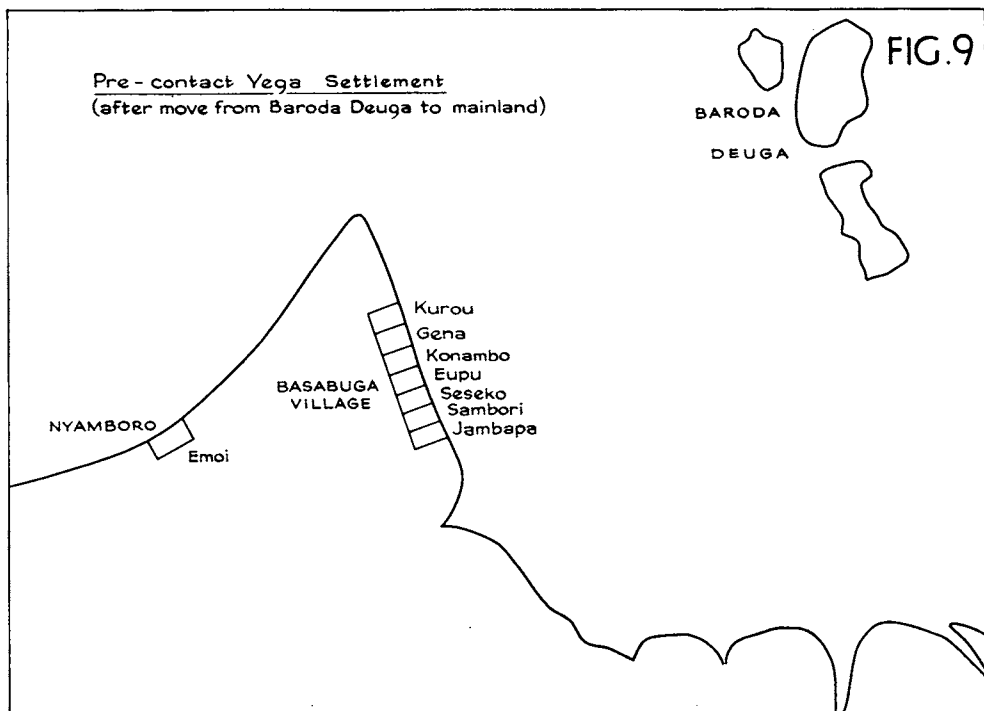 FIG.9
Pre-contact Yega Settlement
(after move from Baroda Deuga to mainland)
BARODA
DEUGA
Kurou
Gena
Konambo
Eupu
Seseko
Sambori
Jambapa
BASABUGA
VILLAGE
NYAMBORO
Emoi